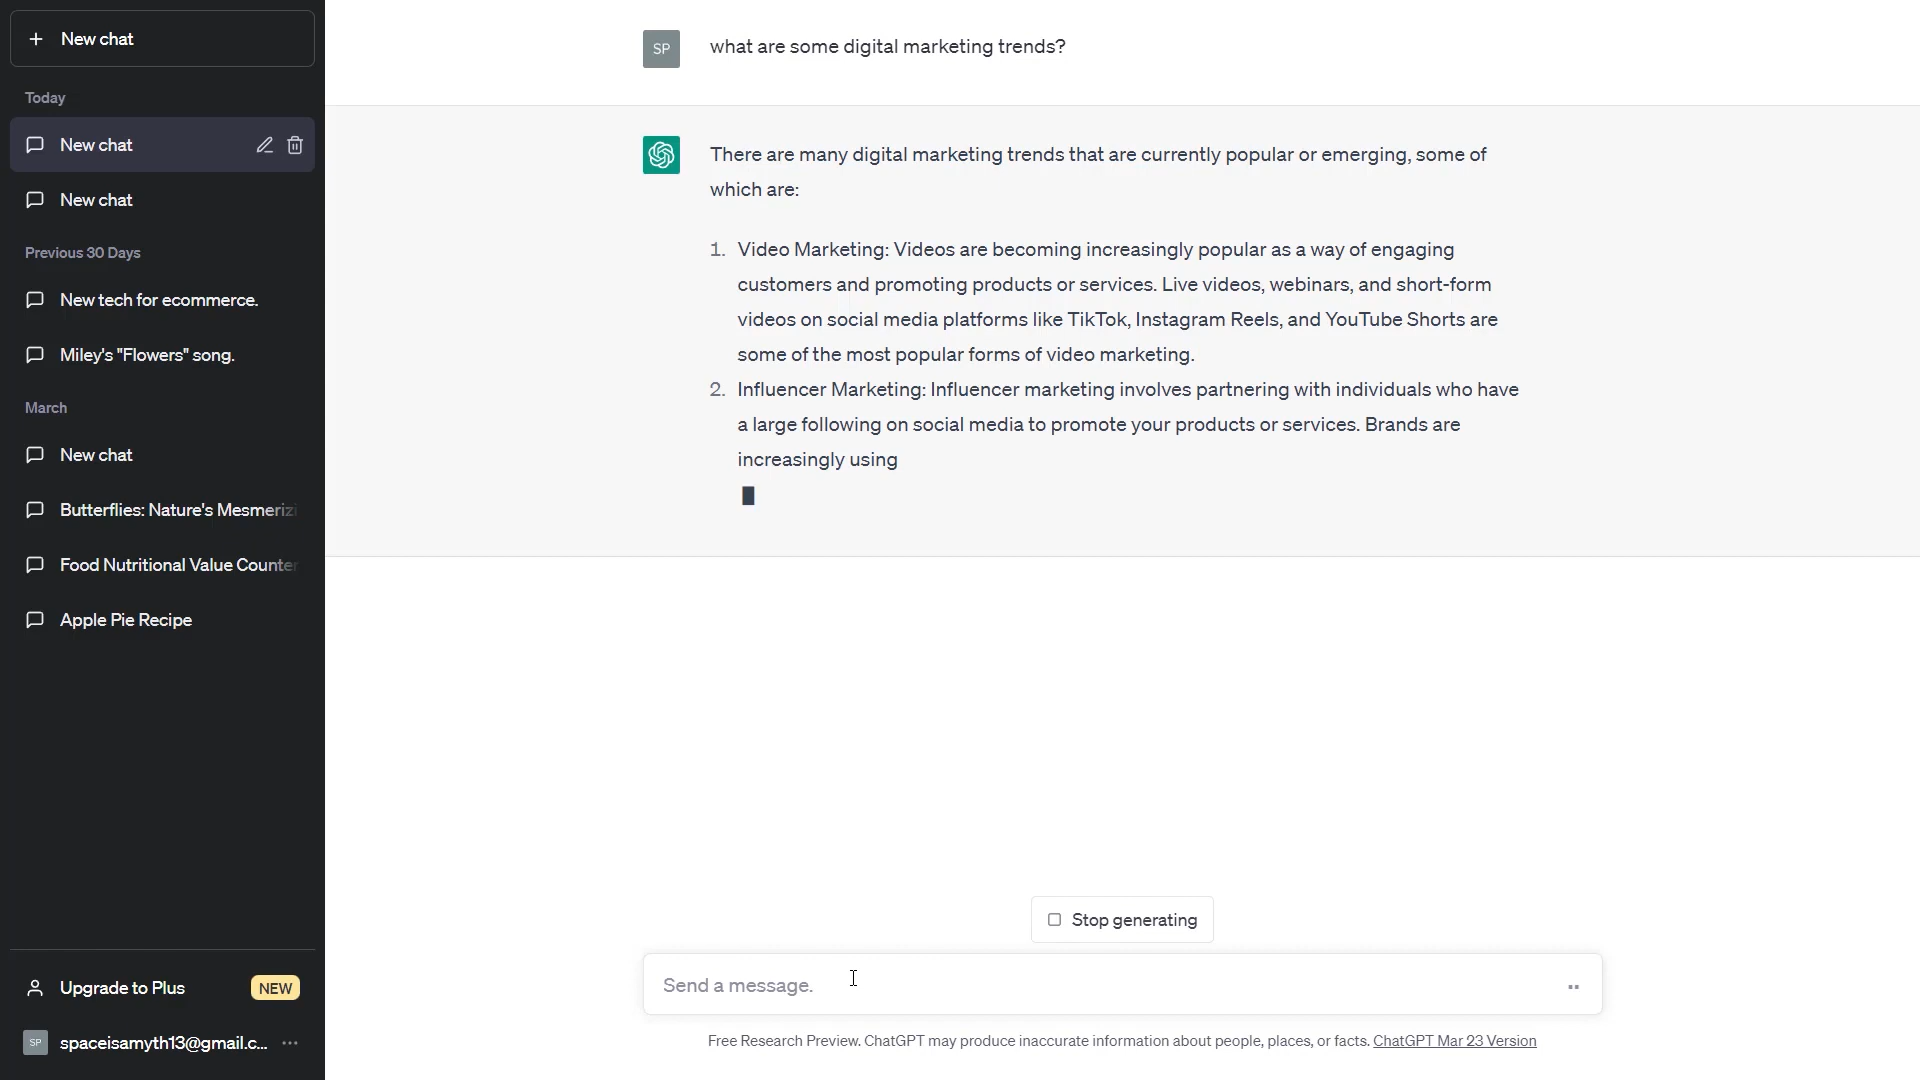 New chat
Today
New chat
New chat
Previous 30 Days
New tech for ecommerce.
Miley's "Flowers" song.
March
New chat
Butterflies: Nature's Mesmerizi
Food Nutritional Value Counter
Apple Pie Recipe
Upgrade to Plus NEW
SP spaceisamyth13@gmail.c...
SP what are some digital marketing trends?
There are many digital marketing trends that are currently popular or emerging, some of
which are:
1. Video Marketing: Videos are becoming increasingly popular as a way of engaging
customers and promoting products or services. Live videos, webinars, and short-form
videos on social media platforms like TikTok, Instagram Reels, and YouTube Shorts are
some of the most popular forms of video marketing.
2. Influencer Marketing: Influencer marketing involves partnering with individuals who have
a large following on social media to promote your products or services. Brands are
increasingly using
Stop generating
Send a message.
Free Research Preview. ChatGPT may produce inaccurate information about people, places, or facts. ChatGPT Mar 23 Version